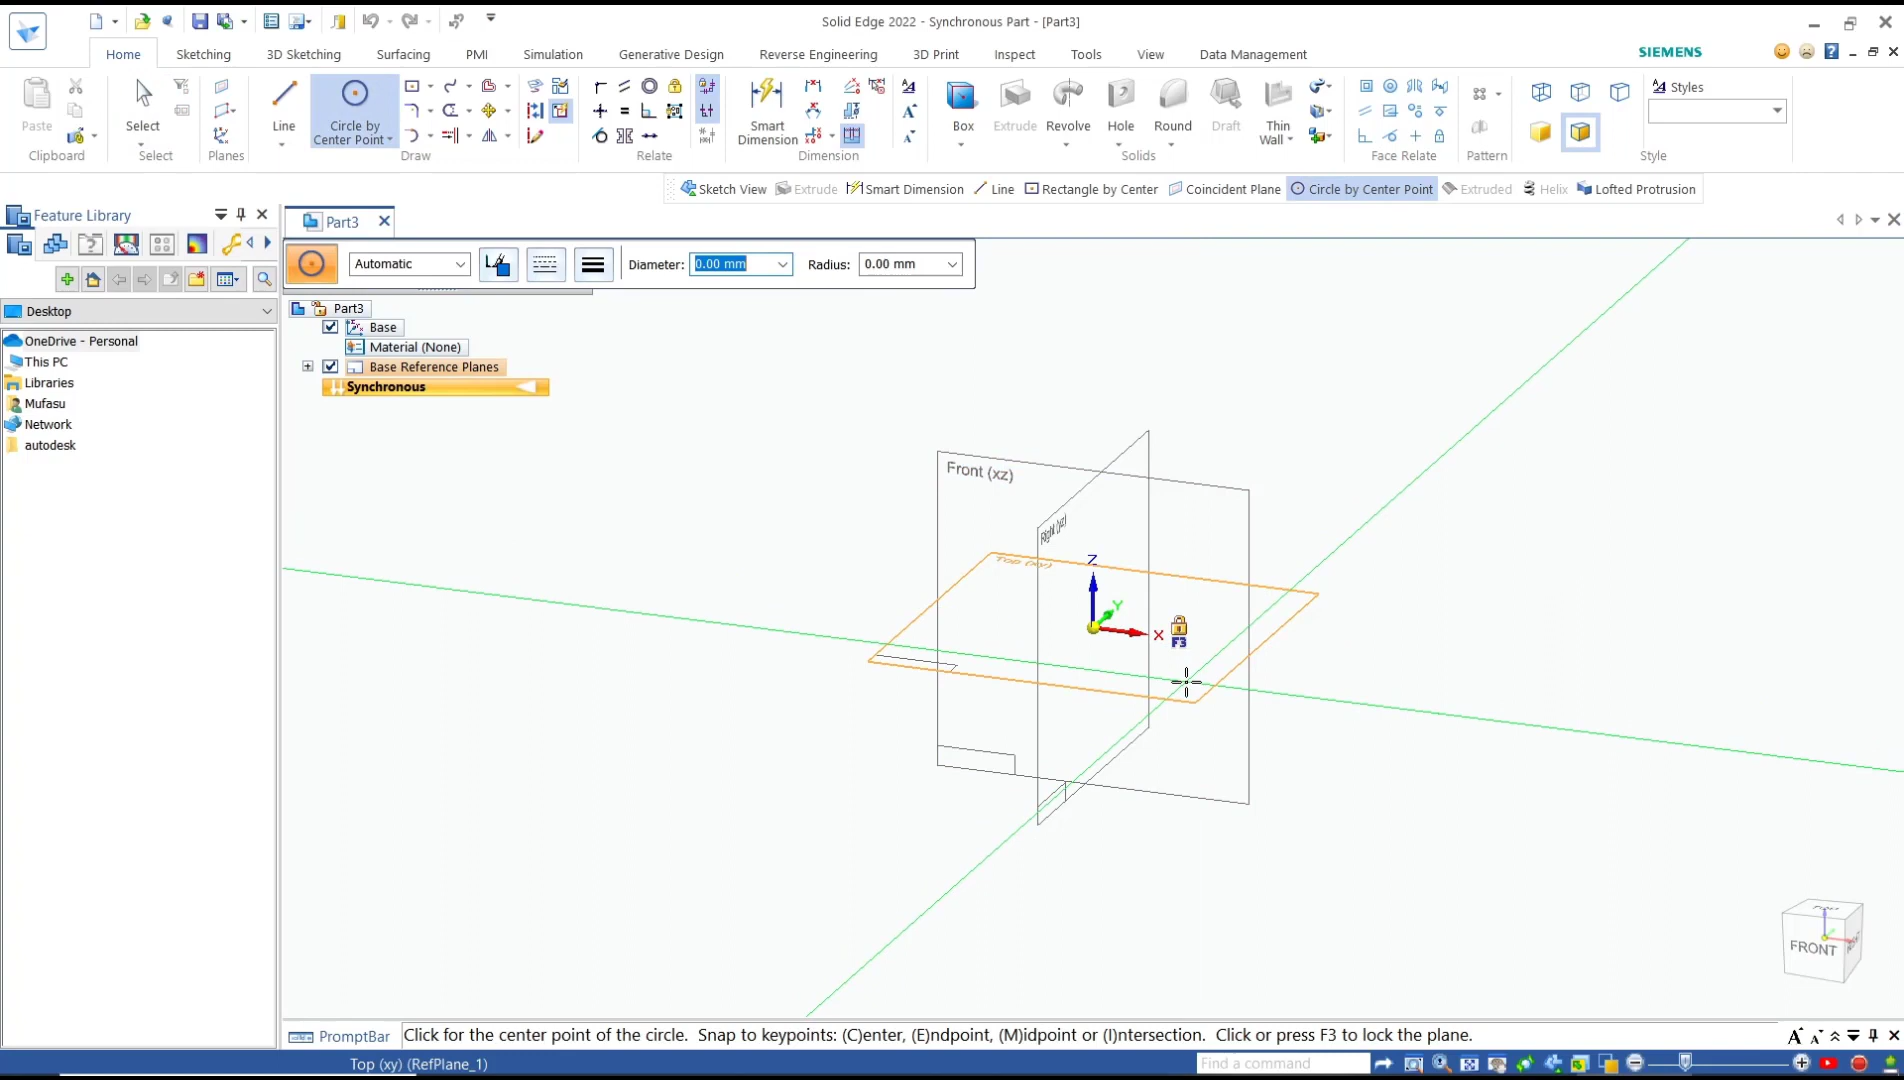 Solid Edge 2022 - Synchronous Part - [Part3]
Home Sketching 3D Sketching Surfacing PMI Simulation Generative Design Reverse Engineering 3D Print Inspect Tools View Data Management SIEMENS
Paste Select Line Circle by Center Point Smart Dimension Box Extrude Revolve Hole Round Draft Thin Wall Styles
Clipboard Select Planes Draw Relate Dimension Solids Face Relate Pattern Style
Sketch View Extrude Smart Dimension Line Rectangle by Center Coincident Plane Circle by Center Point Extruded Helix Lofted Protrusion
Feature Library
Part3
Automatic Diameter: 0.00 mm Radius: 0.00 mm
Desktop
OneDrive - Personal
This PC
Libraries
Mufasu
Network
autodesk
Part3
Base
Material (None)
Base Reference Planes
Synchronous
Front (xz)
Right (yz)
TOP (xy)
Z
Y
X
F3
TOP
FRONT
RIGHT
PromptBar Click for the center point of the circle. Snap to keypoints: (C)enter, (E)ndpoint, (M)idpoint or (I)ntersection. Click or press F3 to lock the plane.
Top (xy) (RefPlane_1) Find a command